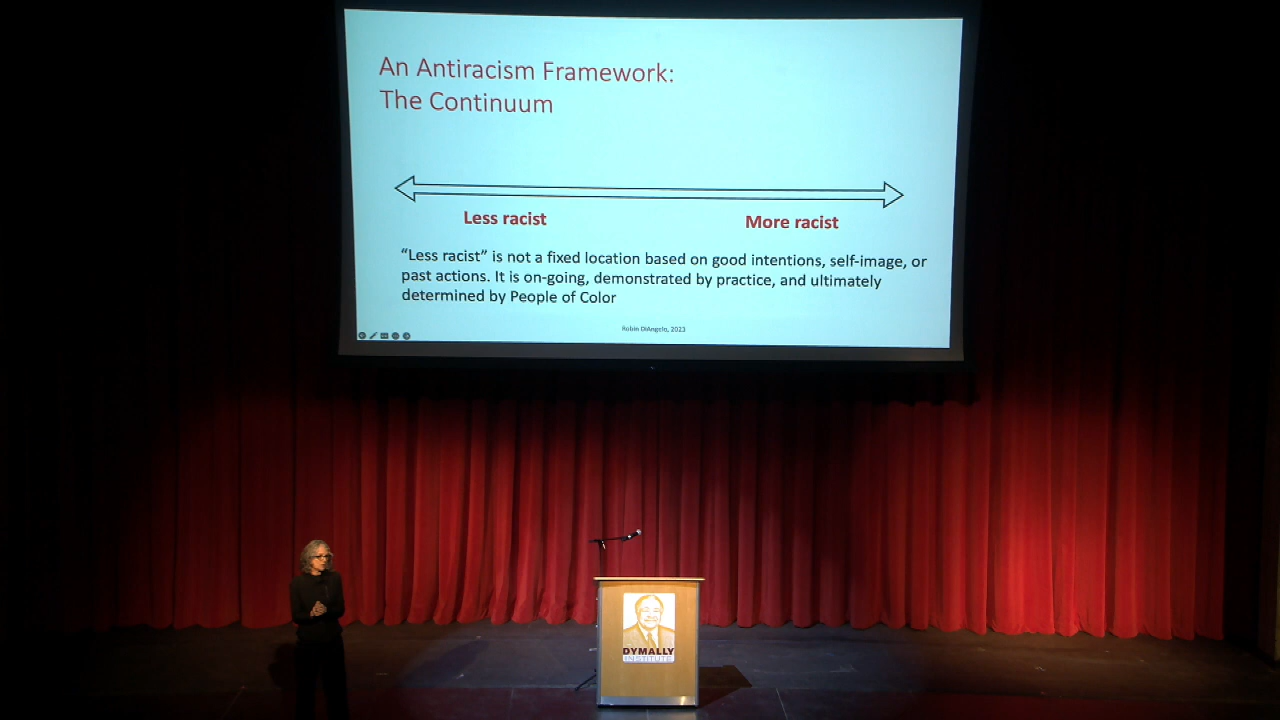 An Antiracism Framework:
The Continuum
Less racist
More racist
“Less racist” is not a fixed location based on good intentions, self-image, or
past actions. It is on-going, demonstrated by practice, and ultimately
determined by People of Color
Robin DiAngelo, 2023
DYMALLY
INSTITUTE